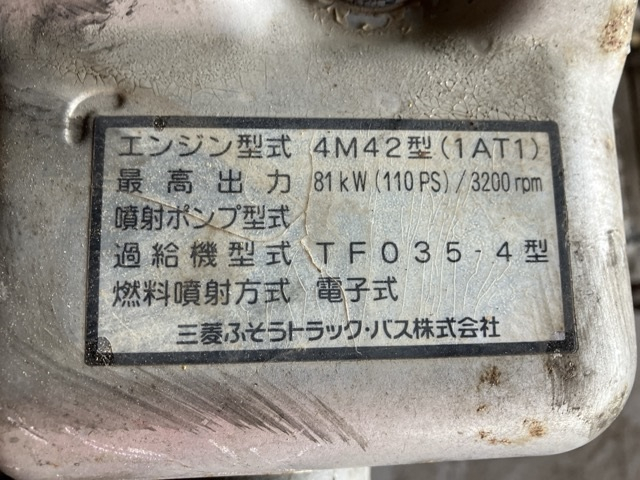 エンジン型式 4M42型(1AT1)
最高出力 81kW(110PS)/3200rpm
噴射ポンプ型式
過給機型式 TF035-4型
燃料噴射方式 電子式
三菱ふそうトラック・バス株式会社